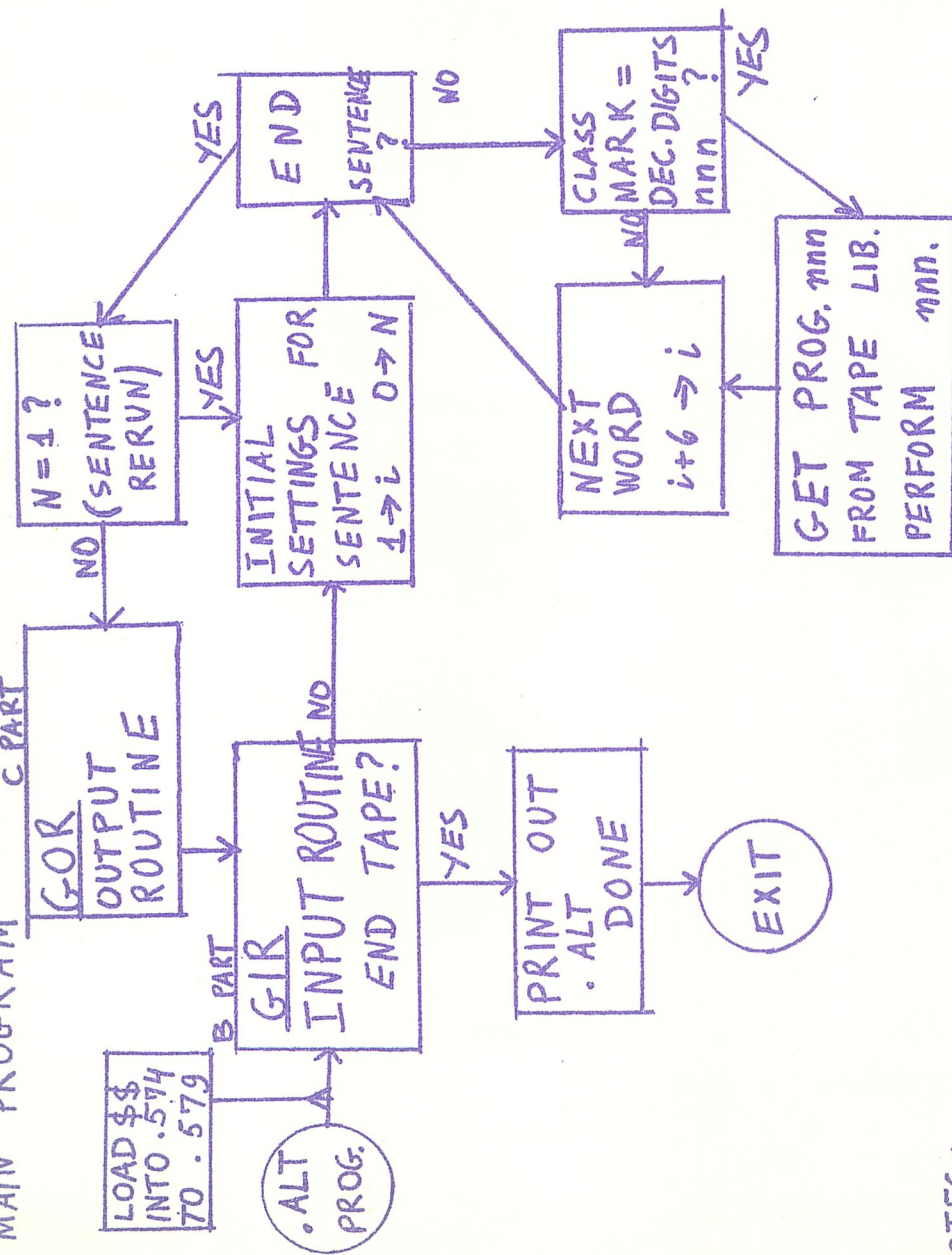 MAIN PROGRAM
C PART
LOAD $$
INTO .574
TO .579
.ALT
PROG.
B PART
GIR
INPUT ROUTINE
END TAPE?
NO
YES
GOR
OUTPUT
ROUTINE
NO
N=1?
(SENTENCE
RERUN)
YES
YES
INITIAL
SETTINGS FOR
SENTENCE
1→i 0→N
END
SENTENCE
?
NO
CLASS
MARK =
DEC.DIGITS
nnn ?
YES
NO
NEXT
WORD
i+6→i
GET PROG. nnn
FROM TAPE LIB.
PERFORM nnn.
PRINT OUT
.ALT
DONE
EXIT